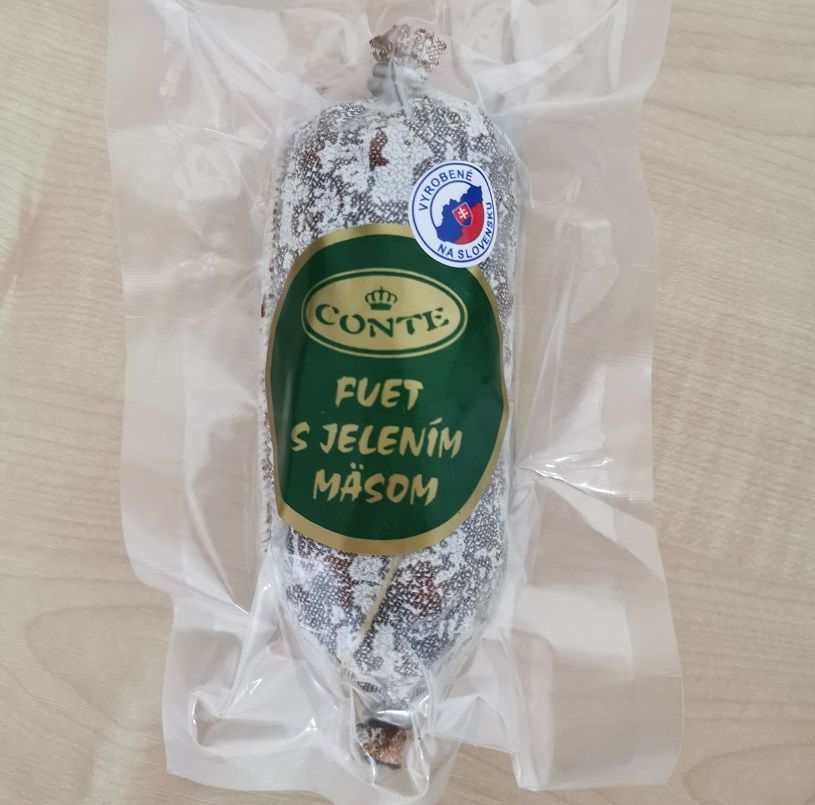 VYROBENÉ
NA SLOVENSKU
CONTE
FUET
S JELENÍM
MÄSOM